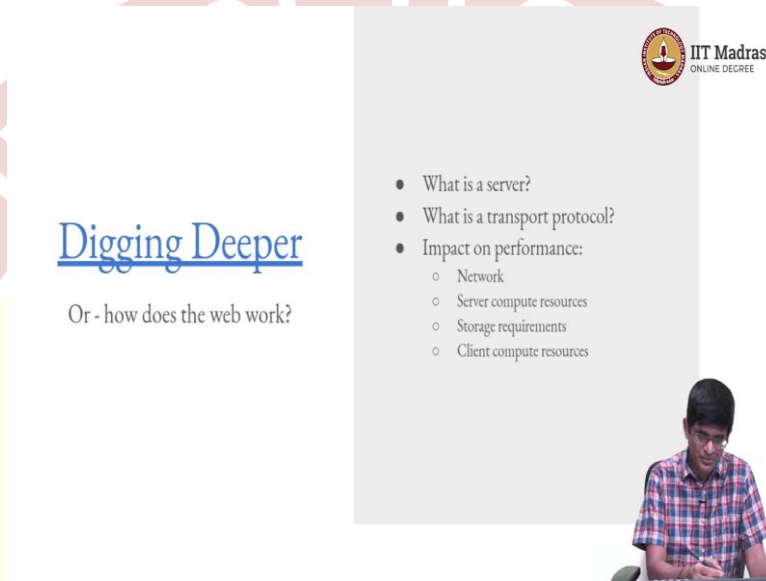 IIT Madras
ONLINE DEGREE
Digging Deeper
Or - how does the web work?
● What is a server?
● What is a transport protocol?
● Impact on performance:
○ Network
○ Server compute resources
○ Storage requirements
○ Client compute resources